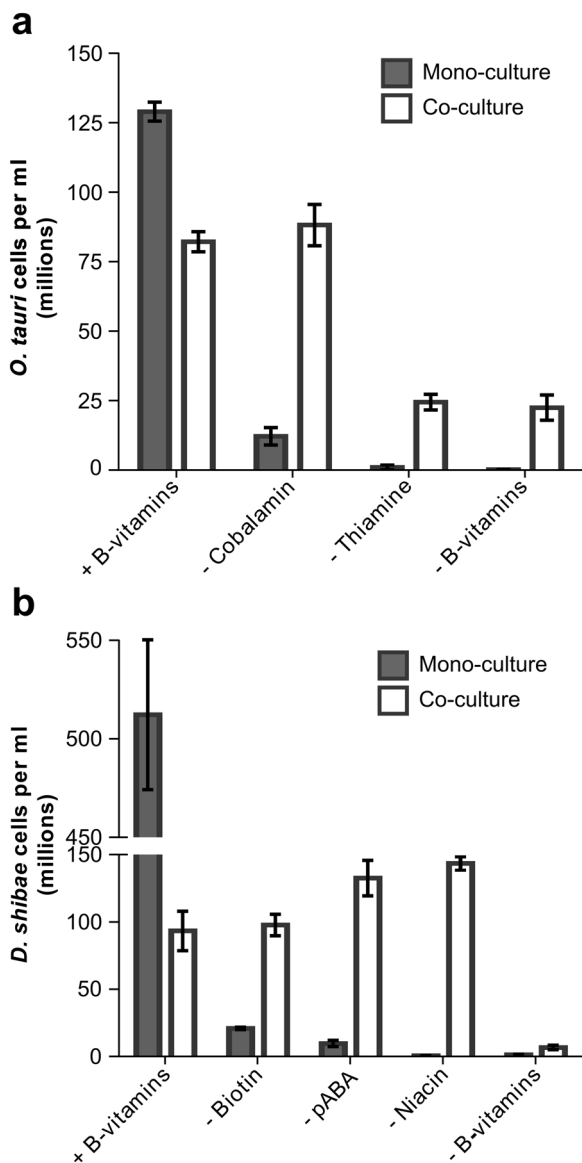 a
150
125
100
75
50
25
0
O. tauri cells per ml
(millions)
Mono-culture
Co-culture
+ B-vitamins
- Cobalamin
- Thiamine
- B-vitamins
b
550
500
450
150
100
50
0
D. shibae cells per ml
(millions)
Mono-culture
Co-culture
+ B-vitamins
- Biotin
- pABA
- Niacin
- B-vitamins